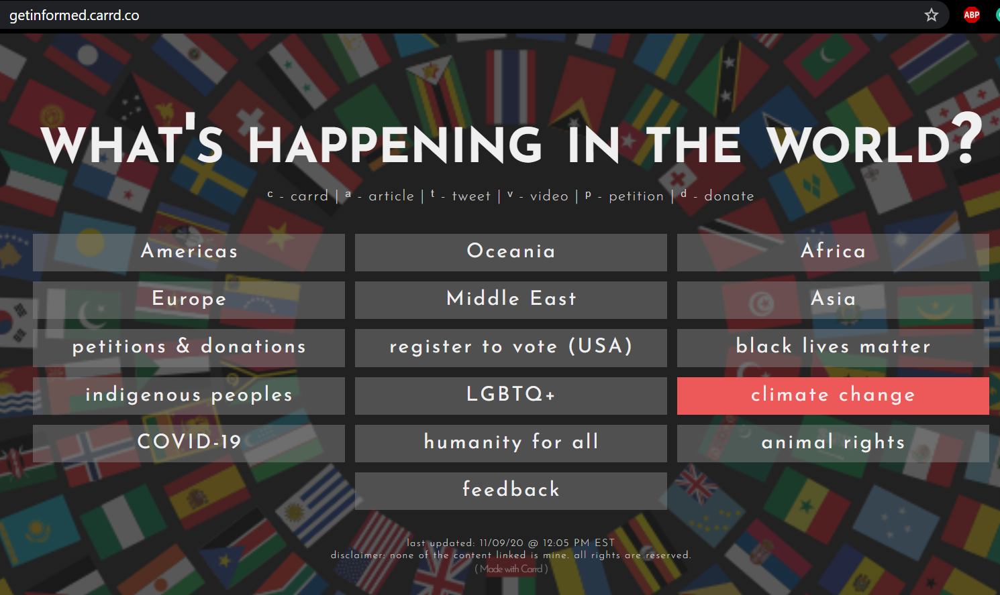 getinformed.carrd.co
ABP
WHAT'S HAPPENING IN THE WORLD?
c - carrd | a - article | t - tweet | v - video | p - petition | d - donate
Americas
Oceania
Africa
Europe
Middle East
Asia
petitions & donations
register to vote (USA)
black lives matter
indigenous peoples
LGBTQ+
climate change
COVID-19
humanity for all
animal rights
feedback
last updated: 11/09/20 @ 12:05 PM EST
disclaimer: none of the content linked is mine. all rights are reserved.
( Made with Carrd )